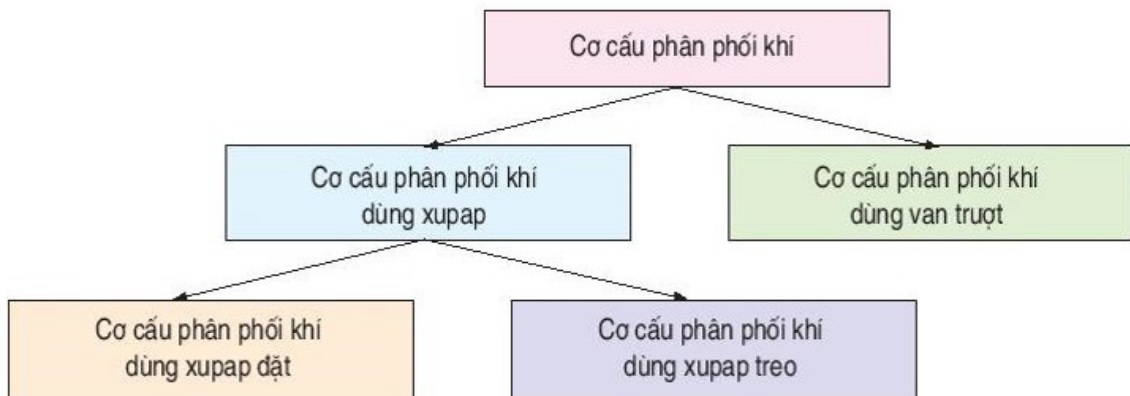 Cơ cấu phân phối khí
Cơ cấu phân phối khí
dùng xupap
Cơ cấu phân phối khí
dùng van trượt
Cơ cấu phân phối khí
dùng xupap đặt
Cơ cấu phân phối khí
dùng xupap treo